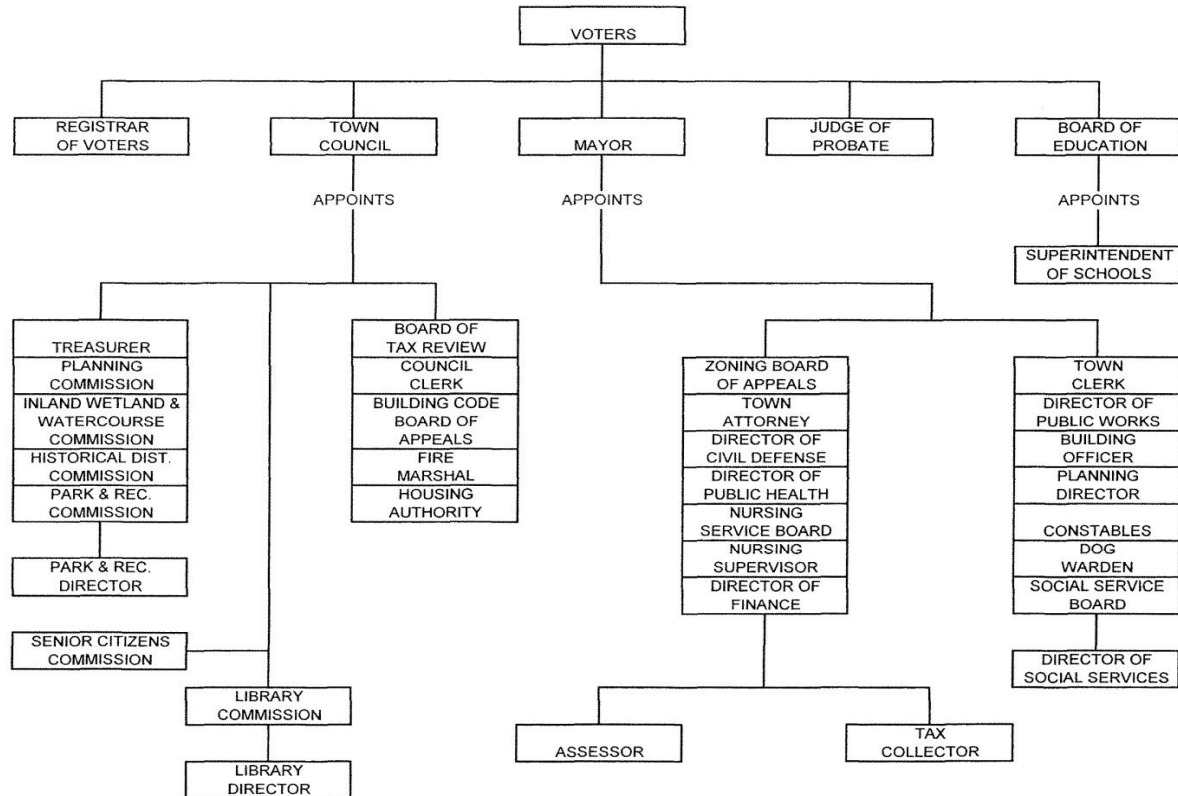 VOTERS
REGISTRAR
OF VOTERS
TOWN
COUNCIL
MAYOR
JUDGE OF
PROBATE
BOARD OF
EDUCATION
APPOINTS
APPOINTS
APPOINTS
SUPERINTENDENT
OF SCHOOLS
TREASURER
PLANNING
COMMISSION
INLAND WETLAND &
WATERCOURSE
COMMISSION
HISTORICAL DIST.
COMMISSION
PARK & REC.
COMMISSION
PARK & REC.
DIRECTOR
SENIOR CITIZENS
COMMISSION
LIBRARY
COMMISSION
LIBRARY
DIRECTOR
BOARD OF
TAX REVIEW
COUNCIL
CLERK
BUILDING CODE
BOARD OF
APPEALS
FIRE
MARSHAL
HOUSING
AUTHORITY
ZONING BOARD
OF APPEALS
TOWN
ATTORNEY
DIRECTOR OF
CIVIL DEFENSE
DIRECTOR OF
PUBLIC HEALTH
NURSING
SERVICE BOARD
NURSING
SUPERVISOR
DIRECTOR OF
FINANCE
ASSESSOR
TAX
COLLECTOR
TOWN
CLERK
DIRECTOR OF
PUBLIC WORKS
BUILDING
OFFICER
PLANNING
DIRECTOR
CONSTABLES
DOG
WARDEN
SOCIAL SERVICE
BOARD
DIRECTOR OF
SOCIAL SERVICES